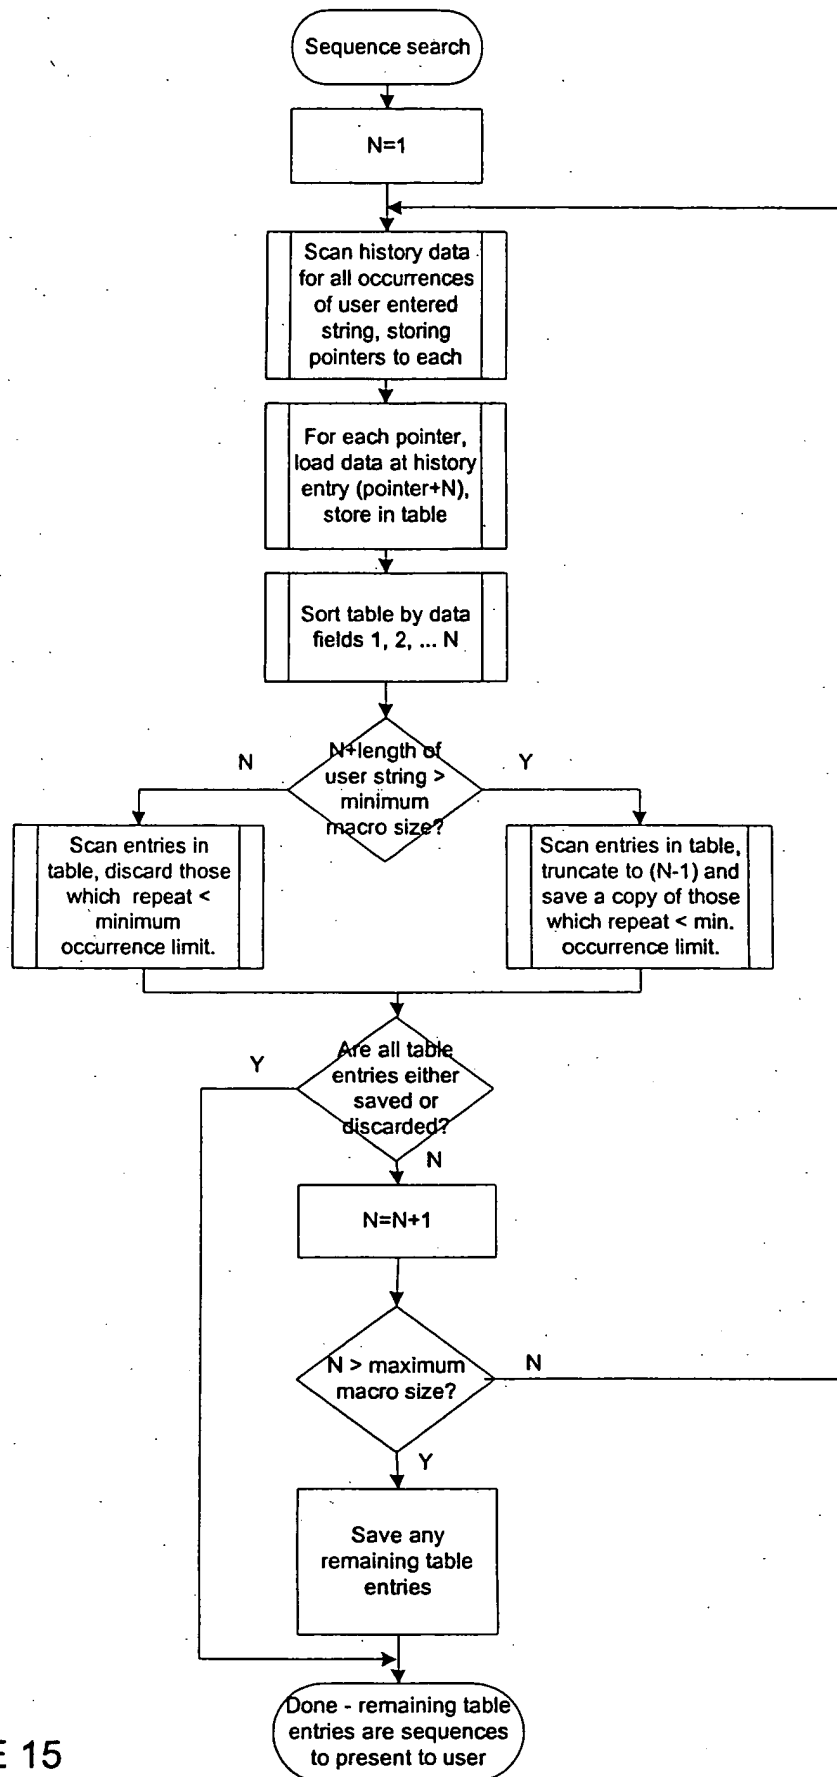 Sequence search
N=1
Scan history data
for all occurrences
of user entered
string, storing
pointers to each
For each pointer,
load data at history
entry (pointer+N),
store in table
Sort table by data
fields 1, 2, ... N
N+length of
user string >
minimum
macro size?
N
Y
Scan entries in
table, discard those
which repeat <
minimum
occurrence limit.
Scan entries in table,
truncate to (N-1) and
save a copy of those
which repeat < min.
occurrence limit.
Are all table
entries either
saved or
discarded?
Y
N
N=N+1
N > maximum
macro size?
N
Y
Save any
remaining table
entries
Done - remaining table
entries are sequences
to present to user
E 15